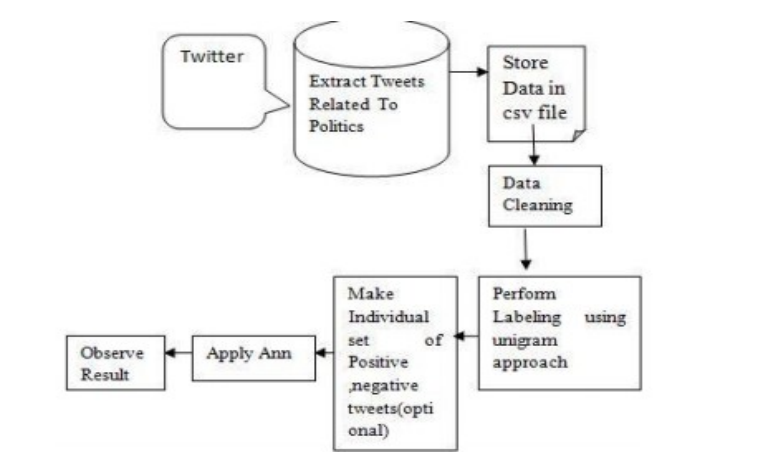 Twitter
Extract Tweets
Related To
Politics
Store
Data in
csv file
Data
Cleaning
Perform
Labeling using
unigram
approach
Make
Individual
set of
Positive
,negative
tweets(opti
onal)
Apply Ann
Observe
Result